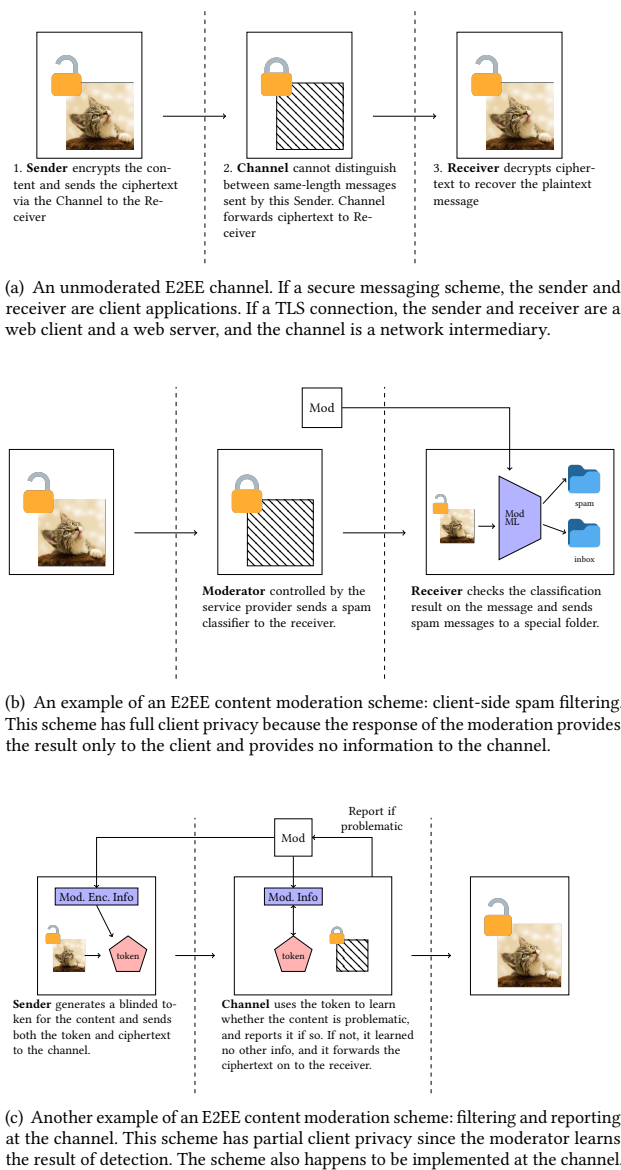 1. Sender encrypts the con-
tent and sends the ciphertext
via the Channel to the Re-
ceiver
2. Channel cannot distinguish
between same-length messages
sent by this Sender. Channel
forwards ciphertext to Re-
ceiver
3. Receiver decrypts cipher-
text to recover the plaintext
message
(a) An unmoderated E2EE channel. If a secure messaging scheme, the sender and
receiver are client applications. If a TLS connection, the sender and receiver are a
web client and a web server, and the channel is a network intermediary.
Mod
Mod
ML
spam
inbox
Moderator controlled by the
service provider sends a spam
classifier to the receiver.
Receiver checks the classification
result on the message and sends
spam messages to a special folder.
(b) An example of an E2EE content moderation scheme: client-side spam filtering.
This scheme has full client privacy because the response of the moderation provides
the result only to the client and provides no information to the channel.
Report if
problematic
Mod
Mod. Enc. Info
Mod. Info
token
token
Sender generates a blinded to-
ken for the content and sends
both the token and ciphertext
to the channel.
Channel uses the token to learn
whether the content is problematic,
and reports it if so. If not, it learned
no other info, and it forwards the
ciphertext on to the receiver.
(c) Another example of an E2EE content moderation scheme: filtering and reporting
at the channel. This scheme has partial client privacy since the moderator learns
the result of detection. The scheme also happens to be implemented at the channel.